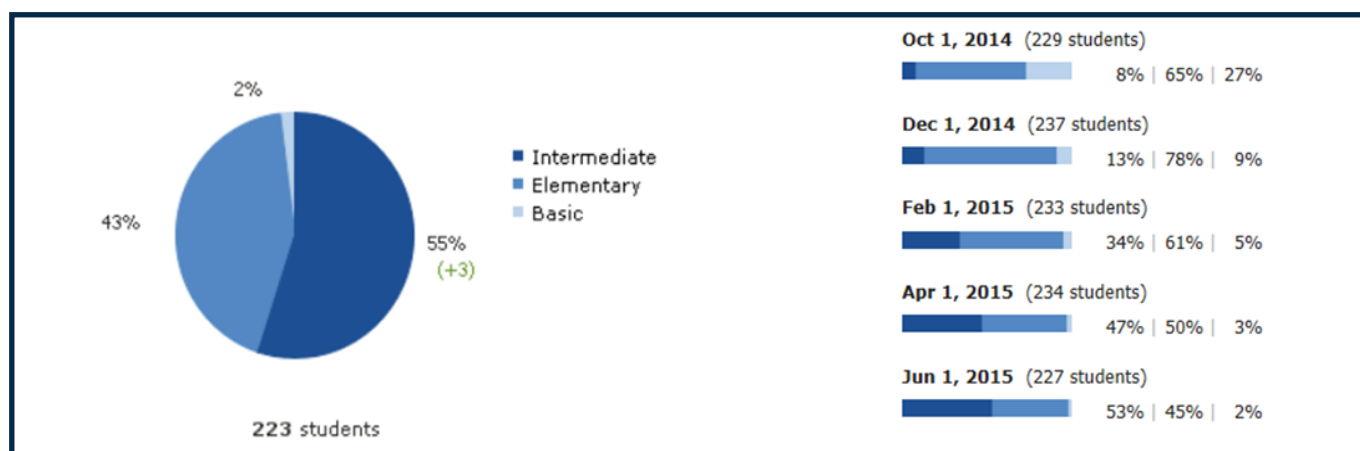 2%
43%
55%
(+3)
223 students
Intermediate
Elementary
Basic
Oct 1, 2014 (229 students)
8% | 65% | 27%
Dec 1, 2014 (237 students)
13% | 78% | 9%
Feb 1, 2015 (233 students)
34% | 61% | 5%
Apr 1, 2015 (234 students)
47% | 50% | 3%
Jun 1, 2015 (227 students)
53% | 45% | 2%